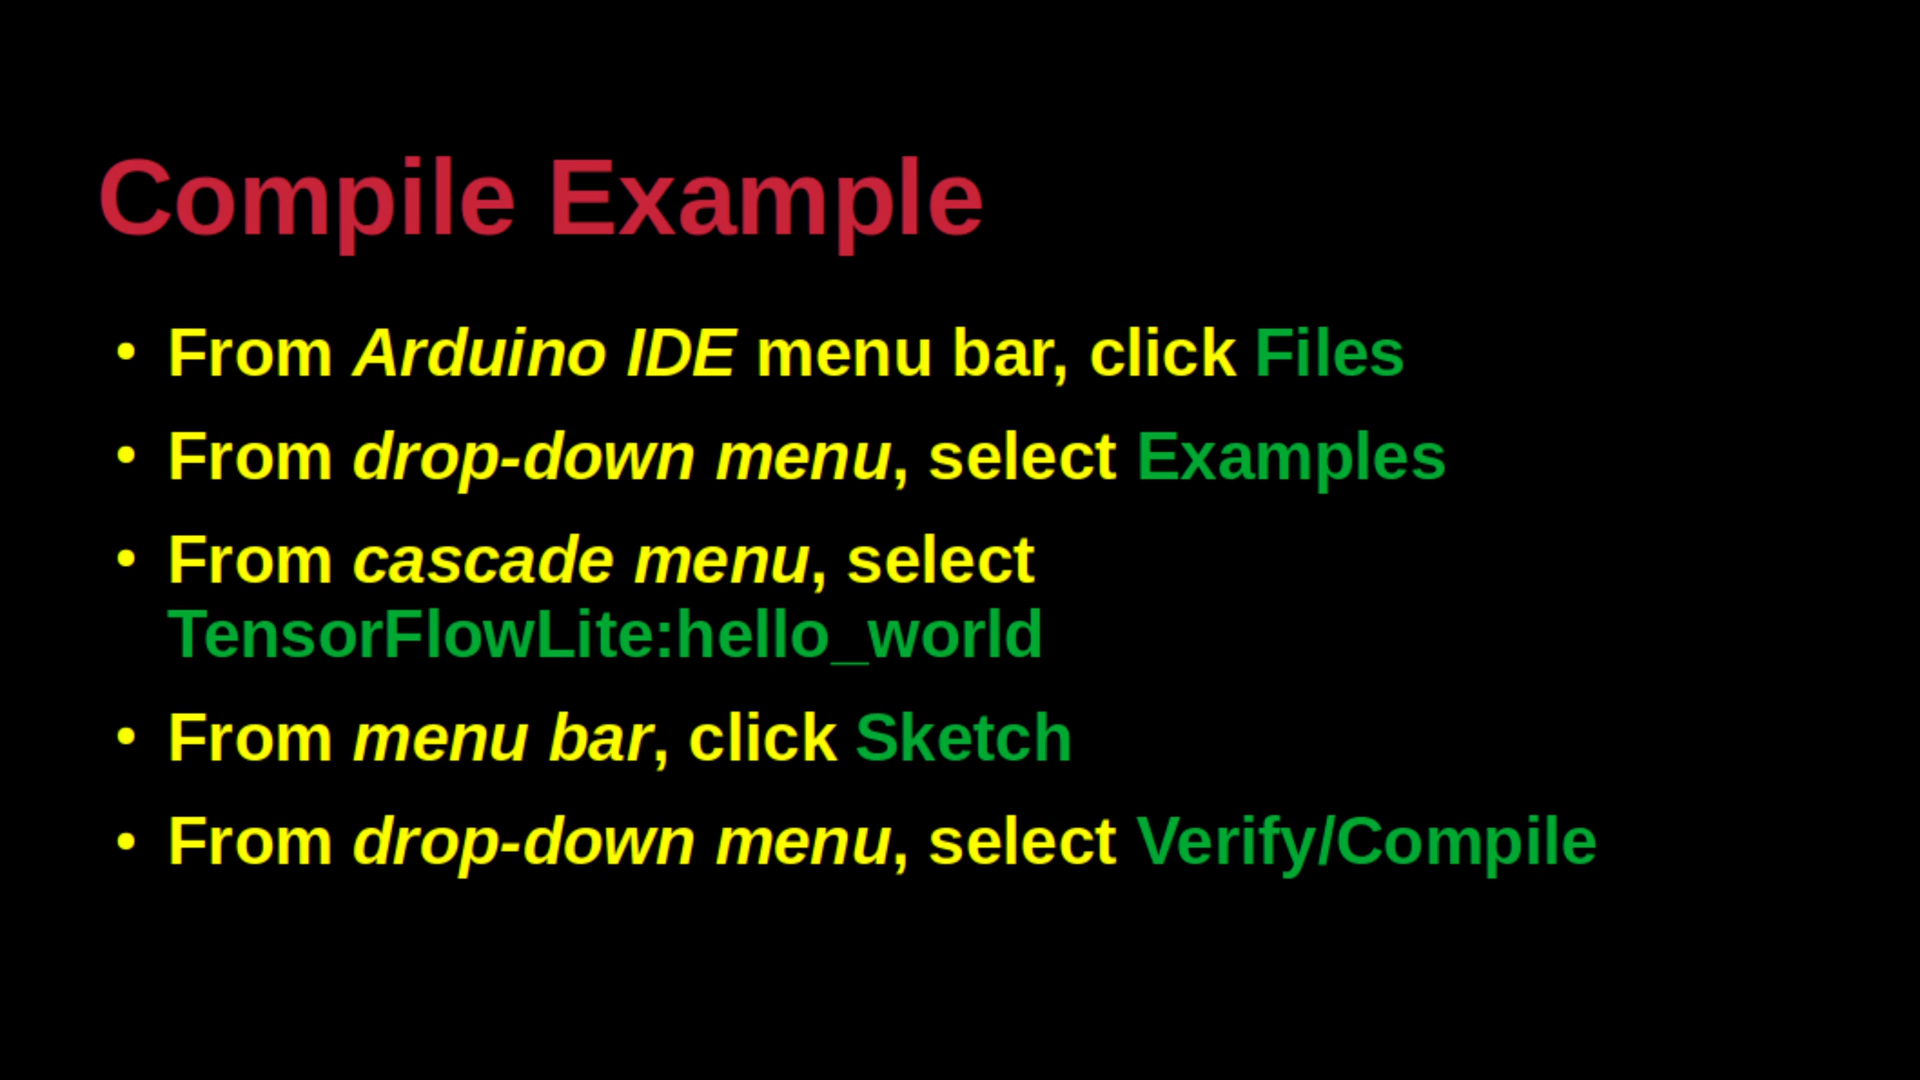 Compile Example
• From Arduino IDE menu bar, click Files
• From drop-down menu, select Examples
• From cascade menu, select
TensorFlowLite:hello_world
• From menu bar, click Sketch
• From drop-down menu, select Verify/Compile